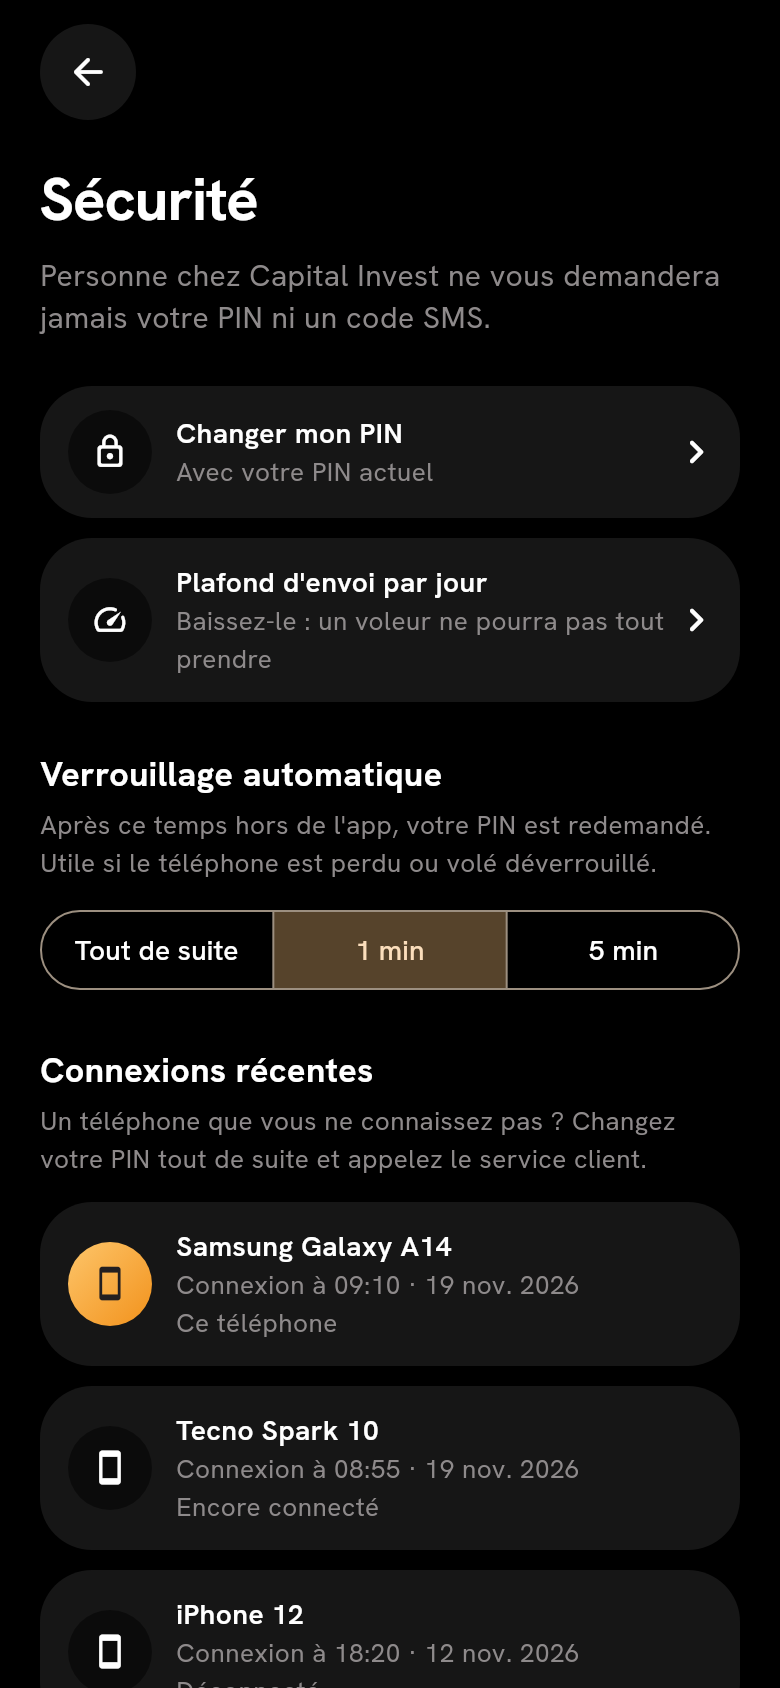 Sécurité
Personne chez Capital Invest ne vous demandera
jamais votre PIN ni un code SMS.
Changer mon PIN
Avec votre PIN actuel
Plafond d'envoi par jour
Baissez-le : un voleur ne pourra pas tout
prendre
Verrouillage automatique
Après ce temps hors de l'app, votre PIN est redemandé.
Utile si le téléphone est perdu ou volé déverrouillé.
Tout de suite
1 min
5 min
Connexions récentes
Un téléphone que vous ne connaissez pas ? Changez
votre PIN tout de suite et appelez le service client.
Samsung Galaxy A14
Connexion à 09:10 · 19 nov. 2026
Ce téléphone
Tecno Spark 10
Connexion à 08:55 · 19 nov. 2026
Encore connecté
iPhone 12
Connexion à 18:20 · 12 nov. 2026